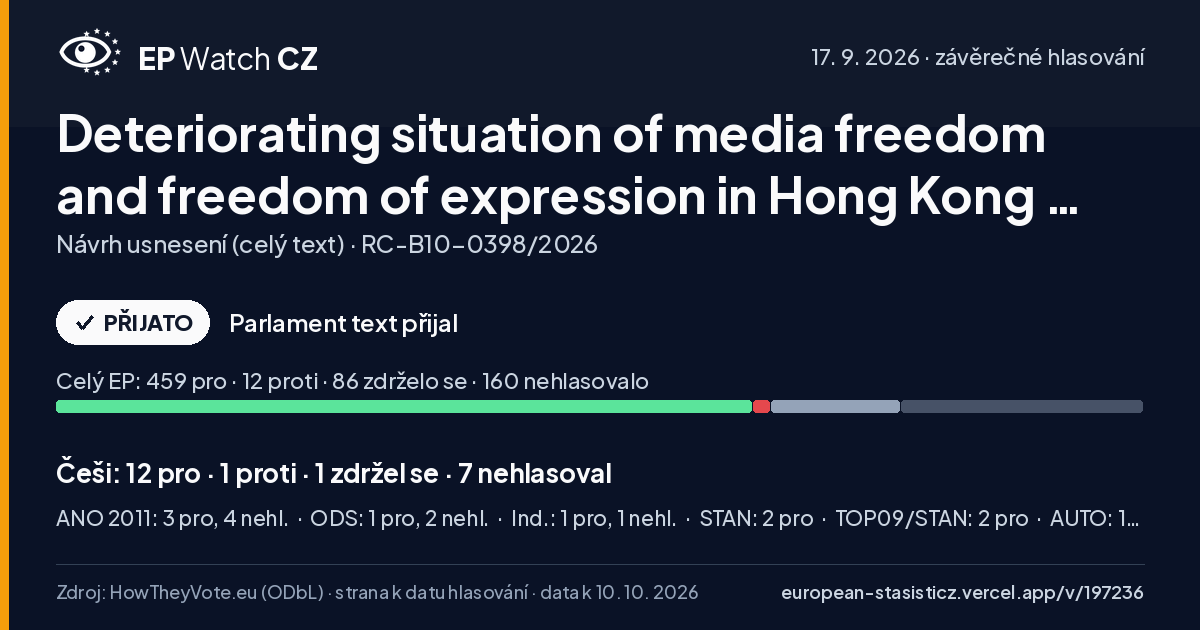 EP Watch CZ
17. 9. 2026 · závěrečné hlasování
Deteriorating situation of media freedom
and freedom of expression in Hong Kong ...
Návrh usnesení (celý text) · RC-B10-0398/2026
✓ PŘIJATO
Parlament text přijal
Celý EP: 459 pro · 12 proti · 86 zdrželo se · 160 nehlasovalo
Češi: 12 pro · 1 proti · 1 zdržel se · 7 nehlasoval
ANO 2011: 3 pro, 4 nehl. · ODS: 1 pro, 2 nehl. · Ind.: 1 pro, 1 nehl. · STAN: 2 pro · TOP09/STAN: 2 pro · AUTO: 1…
Zdroj: HowTheyVote.eu (ODbL) · strana k datu hlasování · data k 10. 10. 2026
european-stasisticz.vercel.app/v/197236